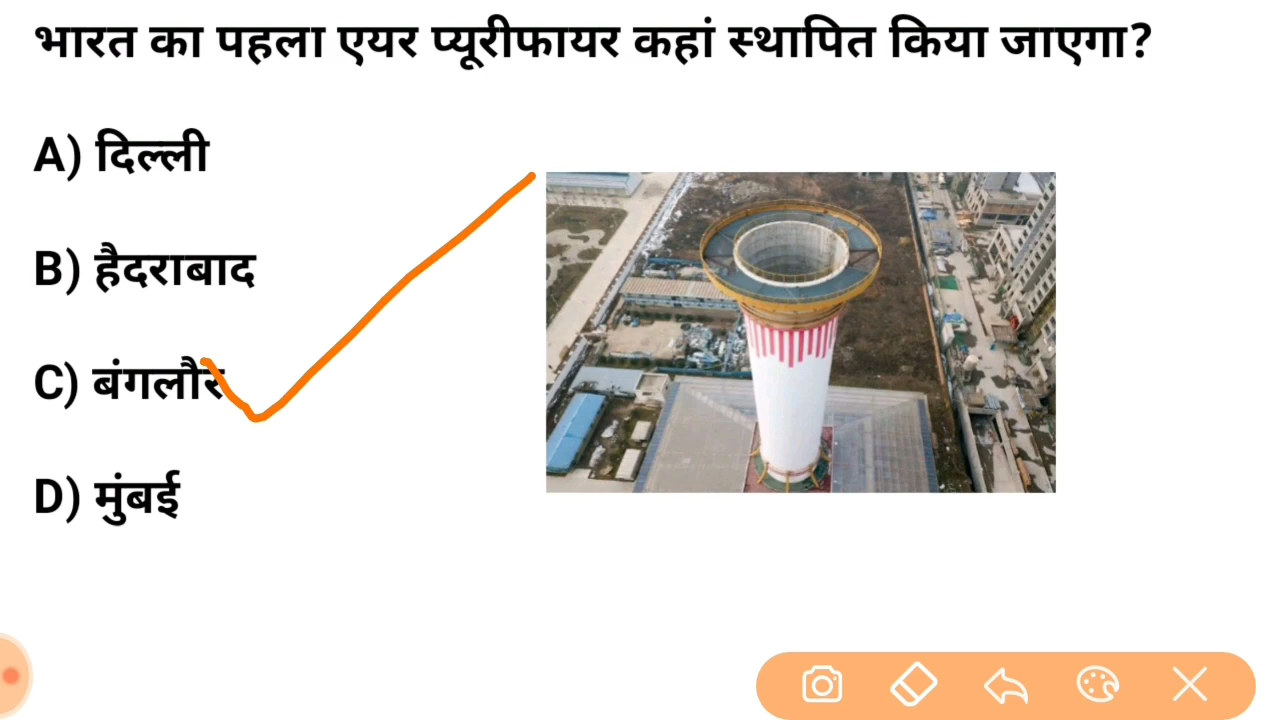 भारत का पहला एयर प्यूरीफायर कहां स्थापित किया जाएगा?
A) दिल्ली
B) हैदराबाद
C) बंगलौर
D) मुंबई